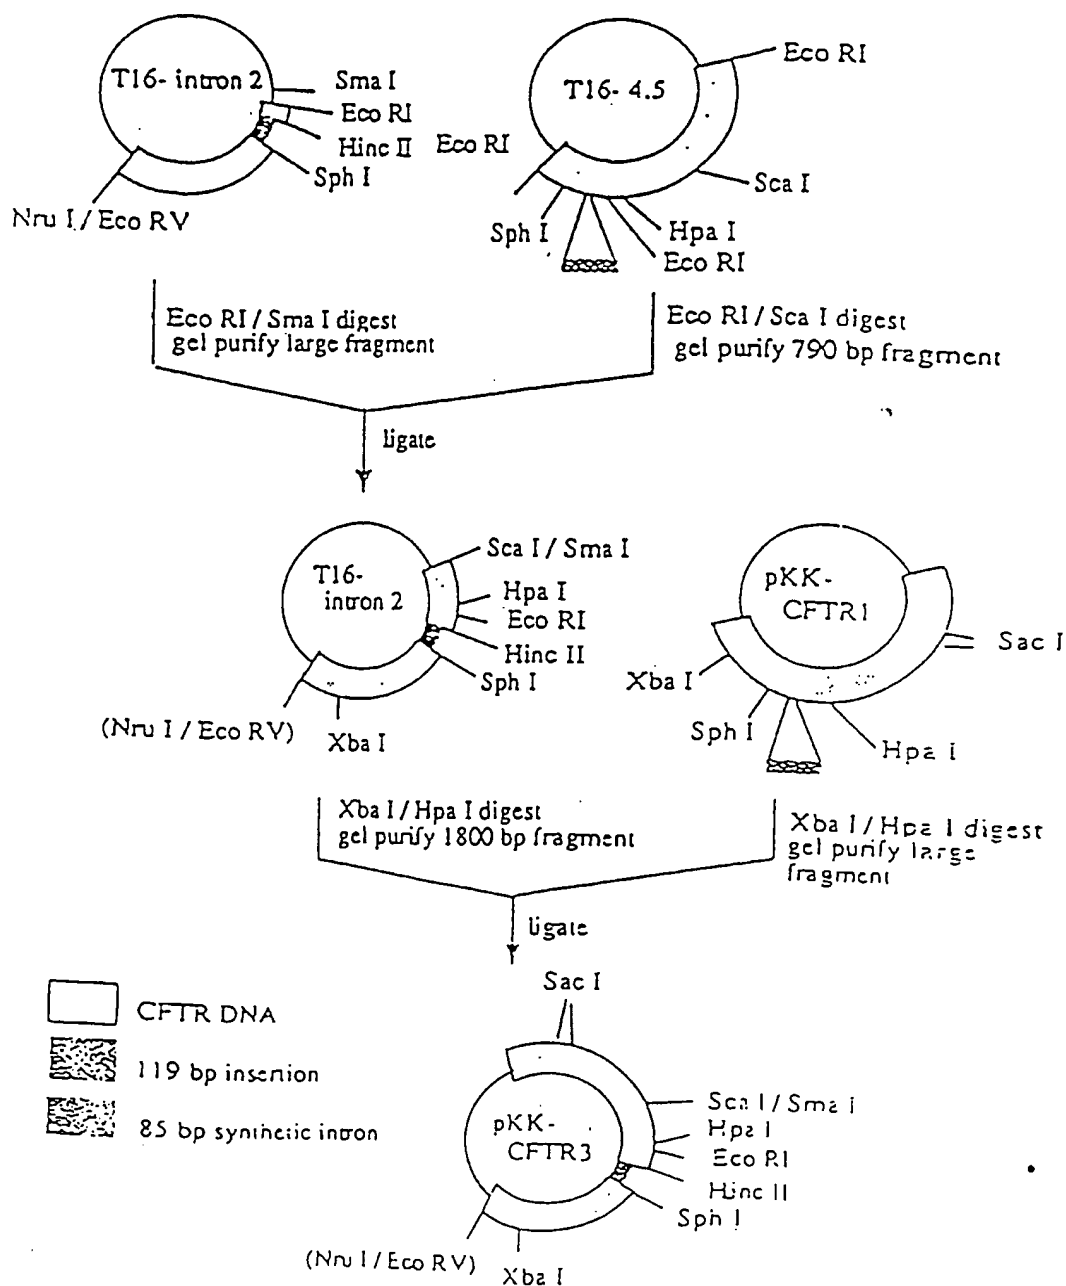 T16- intron 2
Sma I
Eco RI
Hinc II
Sph I
Nru I / Eco RV
T16- 4.5
Eco RI
Eco RI
Sca I
Hpa I
Eco RI
Sph I
Eco RI / Sma I digest
gel purify large fragment
Eco RI / Sca I digest
gel purify 790 bp fragment
ligate
T16-
intron 2
Sca I / Sma I
Hpa I
Eco RI
Hinc II
Sph I
(Nru I / Eco RV)
Xba I
pKK-
CFTR1
Sac I
Xba I
Sph I
Hpa I
Xba I / Hpa I digest
gel purify 1800 bp fragment
Xba I / Hpa I digest
gel purify large
fragment
ligate
CFTR DNA
119 bp insertion
85 bp synthetic intron
Sac I
pKK-
CFTR3
Sca I / Sma I
Hpa I
Eco RI
Hinc II
Sph I
(Nru I / Eco RV)
Xba I